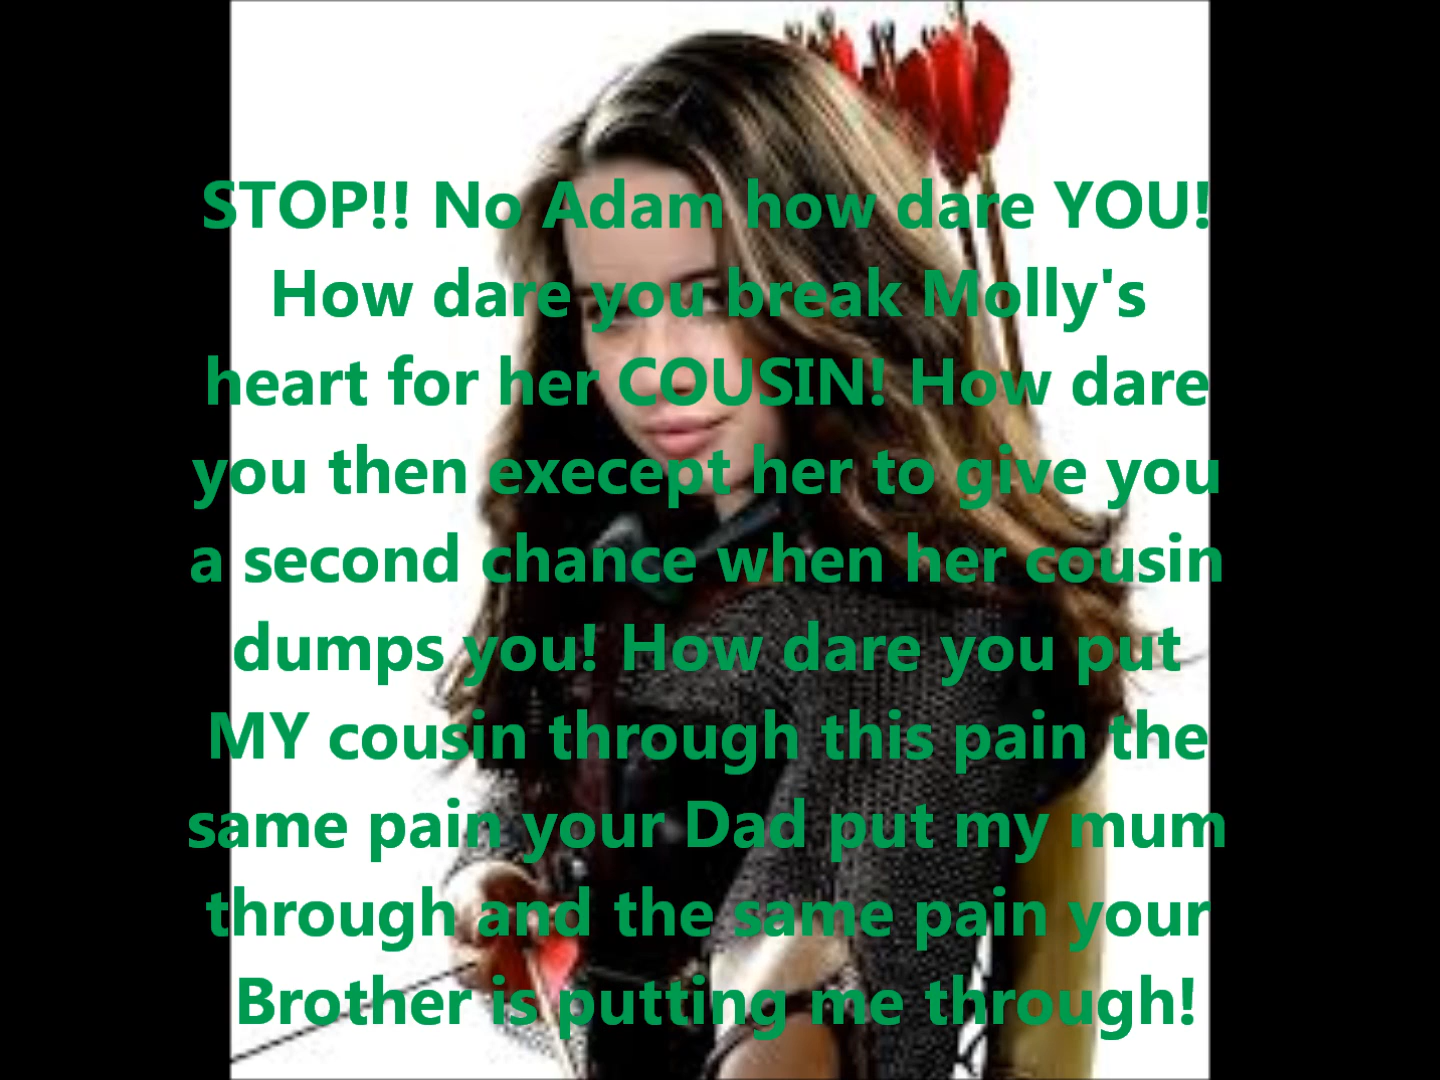 STOP!! No Adam how dare YOU!
How dare you break Molly's
heart for her COUSIN! How dare
you then execept her to give you
a second chance when her cousin
dumps you! How dare you put
MY cousin through this pain the
same pain your Dad put my mum
through and the same pain your
Brother is putting me through!